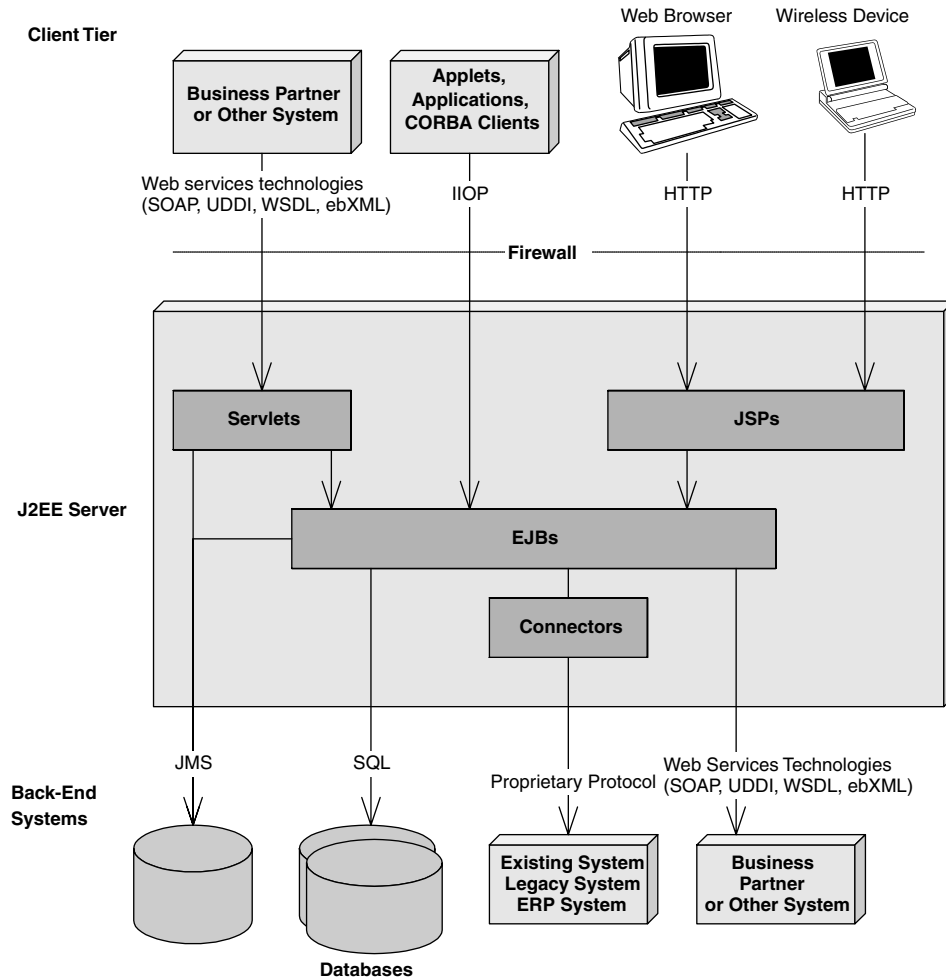 Web Browser
Wireless Device
Client Tier
Business Partner
or Other System
Applets,
Applications,
CORBA Clients
Web services technologies
(SOAP, UDDI, WSDL, ebXML)
IIOP
HTTP
HTTP
Firewall
Servlets
JSPs
J2EE Server
EJBs
Connectors
JMS
SQL
Proprietary Protocol
Web Services Technologies
(SOAP, UDDI, WSDL, ebXML)
Back-End
Systems
Existing System
Legacy System
ERP System
Business
Partner
or Other System
Databases